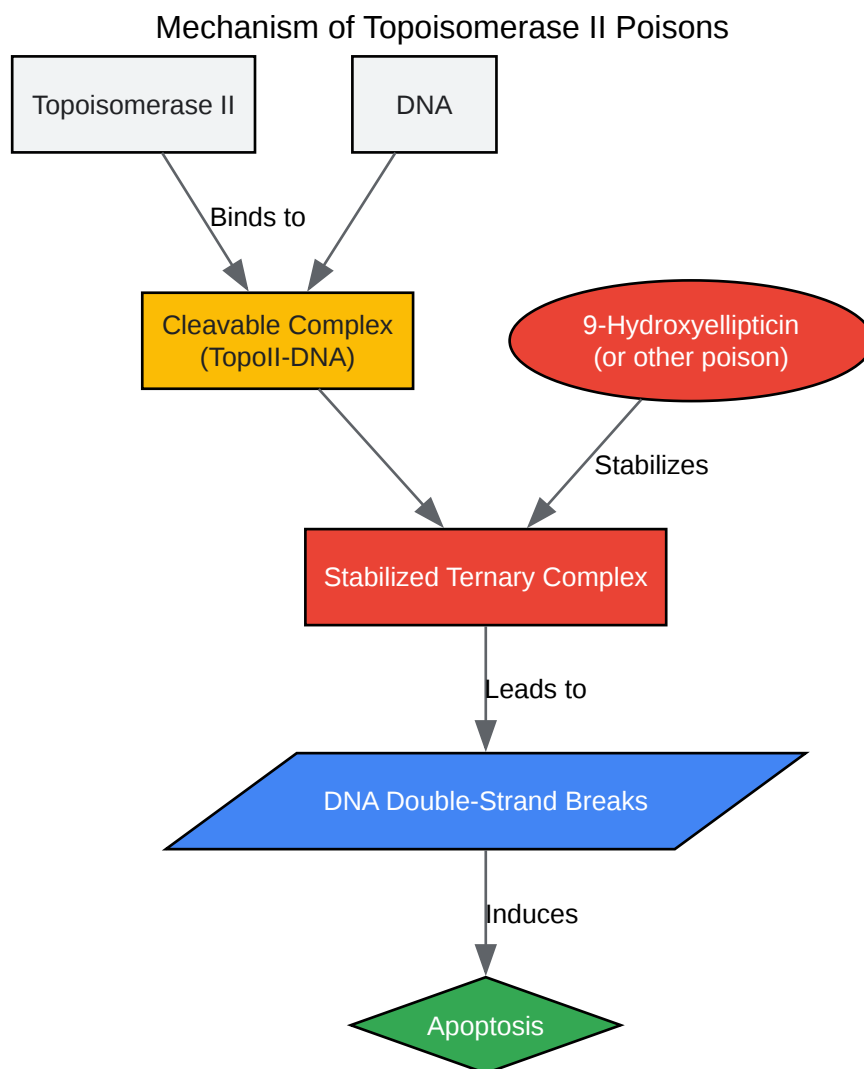 Mechanism of Topoisomerase II Poisons
Topoisomerase II
DNA
Binds to
Cleavable Complex
(TopoII-DNA)
9-Hydroxyellipticin
(or other poison)
Stabilizes
Stabilized Ternary Complex
Leads to
DNA Double-Strand Breaks
Induces
Apoptosis